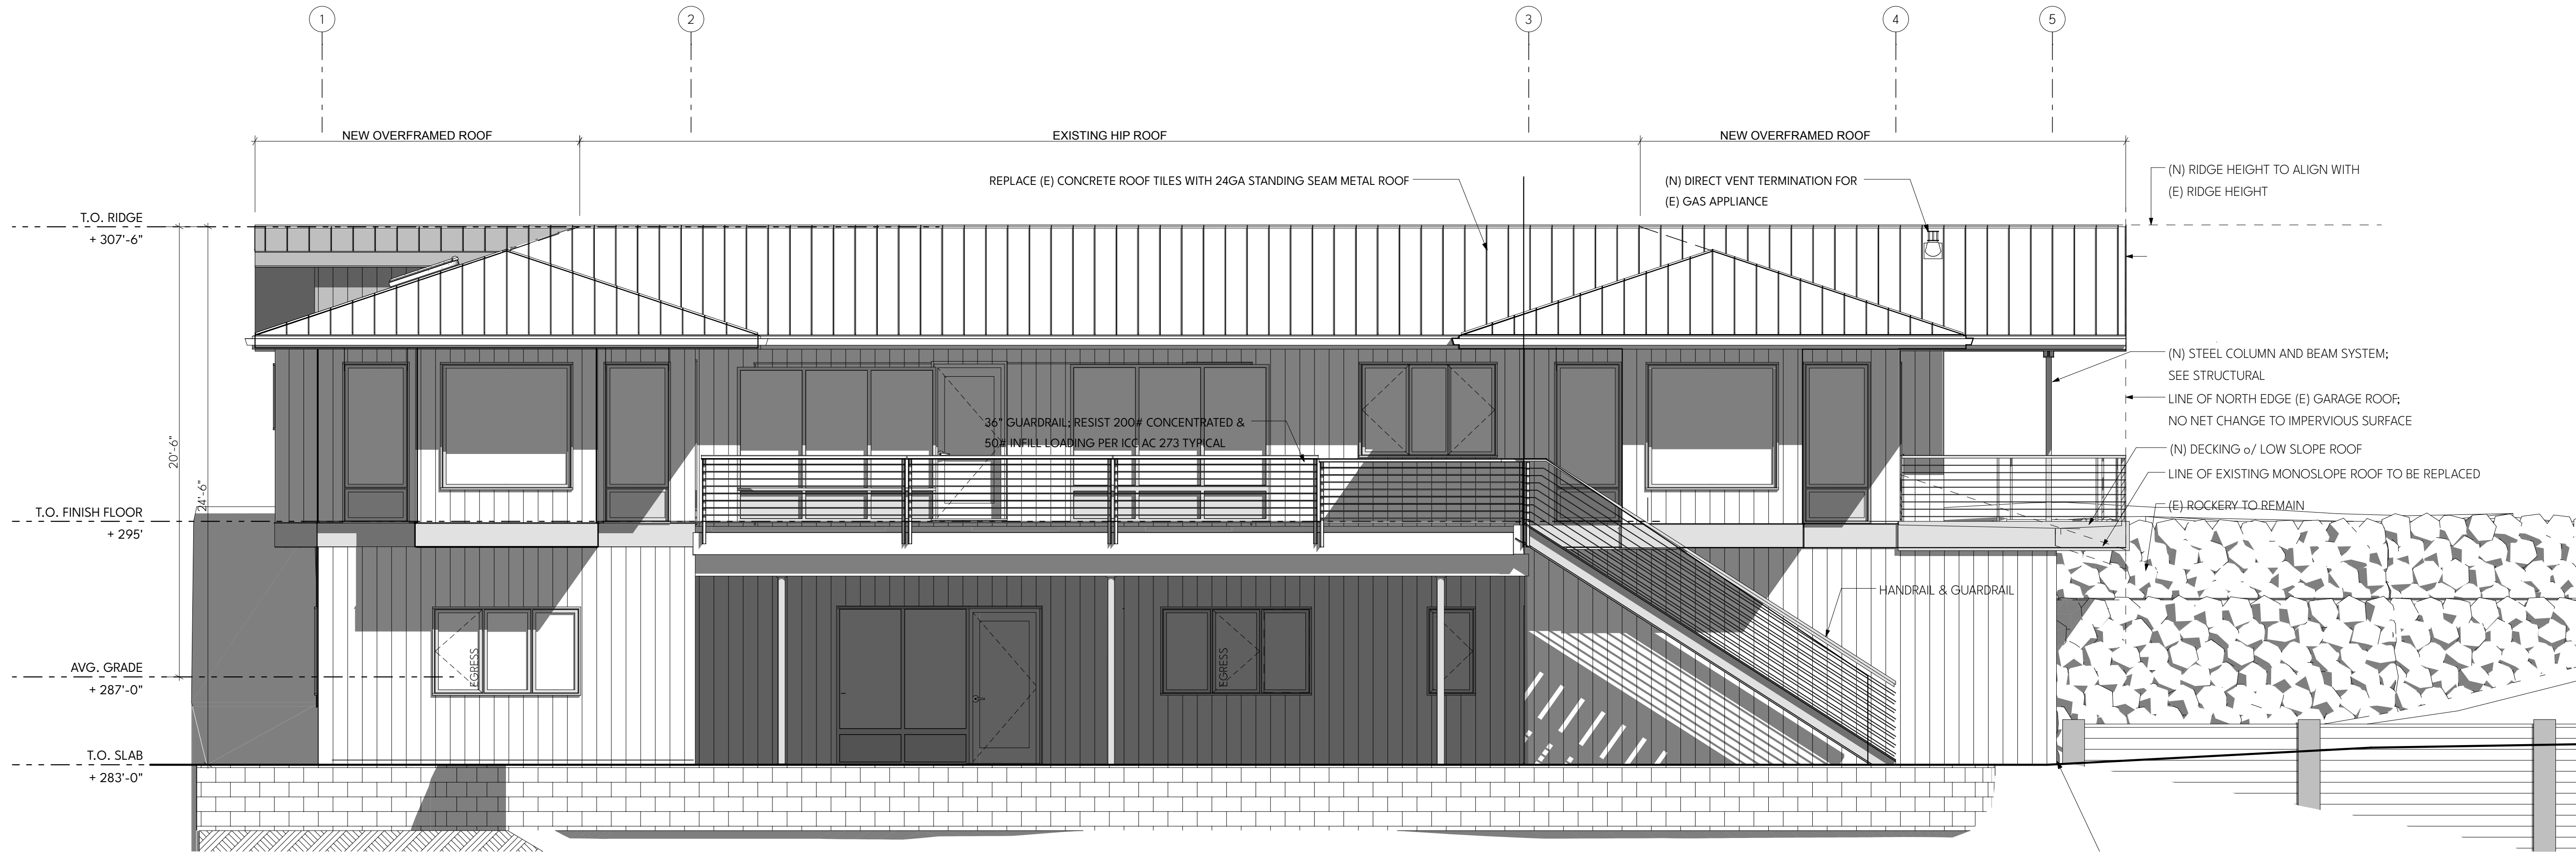 1
2
3
4
5
NEW OVERFRAMED ROOF
EXISTING HIP ROOF
NEW OVERFRAMED ROOF
REPLACE (E) CONCRETE ROOF TILES WITH 24GA STANDING SEAM METAL ROOF
(N) DIRECT VENT TERMINATION FOR
(E) GAS APPLIANCE
(N) RIDGE HEIGHT TO ALIGN WITH
(E) RIDGE HEIGHT
T.O. RIDGE
+ 307'-6"
(N) STEEL COLUMN AND BEAM SYSTEM;
SEE STRUCTURAL
LINE OF NORTH EDGE (E) GARAGE ROOF;
NO NET CHANGE TO IMPERVIOUS SURFACE
36" GUARDRAIL; RESIST 200# CONCENTRATED &
50# INFILL LOADING PER ICC AC 273 TYPICAL
(N) DECKING o/ LOW SLOPE ROOF
LINE OF EXISTING MONOSLOPE ROOF TO BE REPLACED
(E) ROCKERY TO REMAIN
20'-6"
24'-6"
T.O. FINISH FLOOR
+ 295'
HANDRAIL & GUARDRAIL
EGRESS
EGRESS
AVG. GRADE
+ 287'-0"
T.O. SLAB
+ 283'-0"